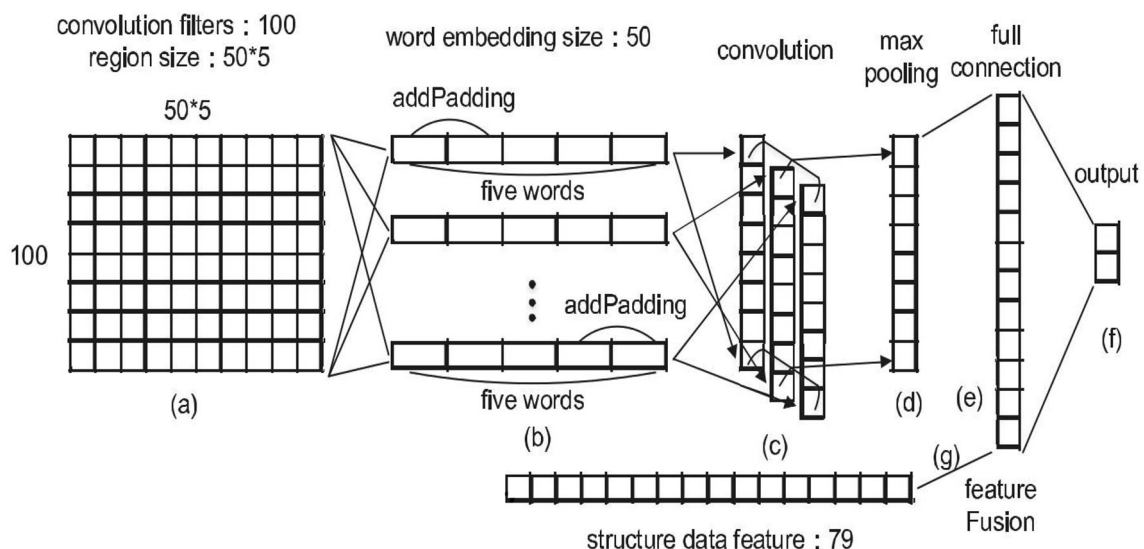 convolution filters : 100
region size : 50*5
word embedding size : 50
convolution
max
pooling
full
connection
50*5
addPadding
five words
output
100
addPadding
five words
(a)
(b)
(c)
(d)
(e)
(f)
(g)
feature
Fusion
structure data feature : 79